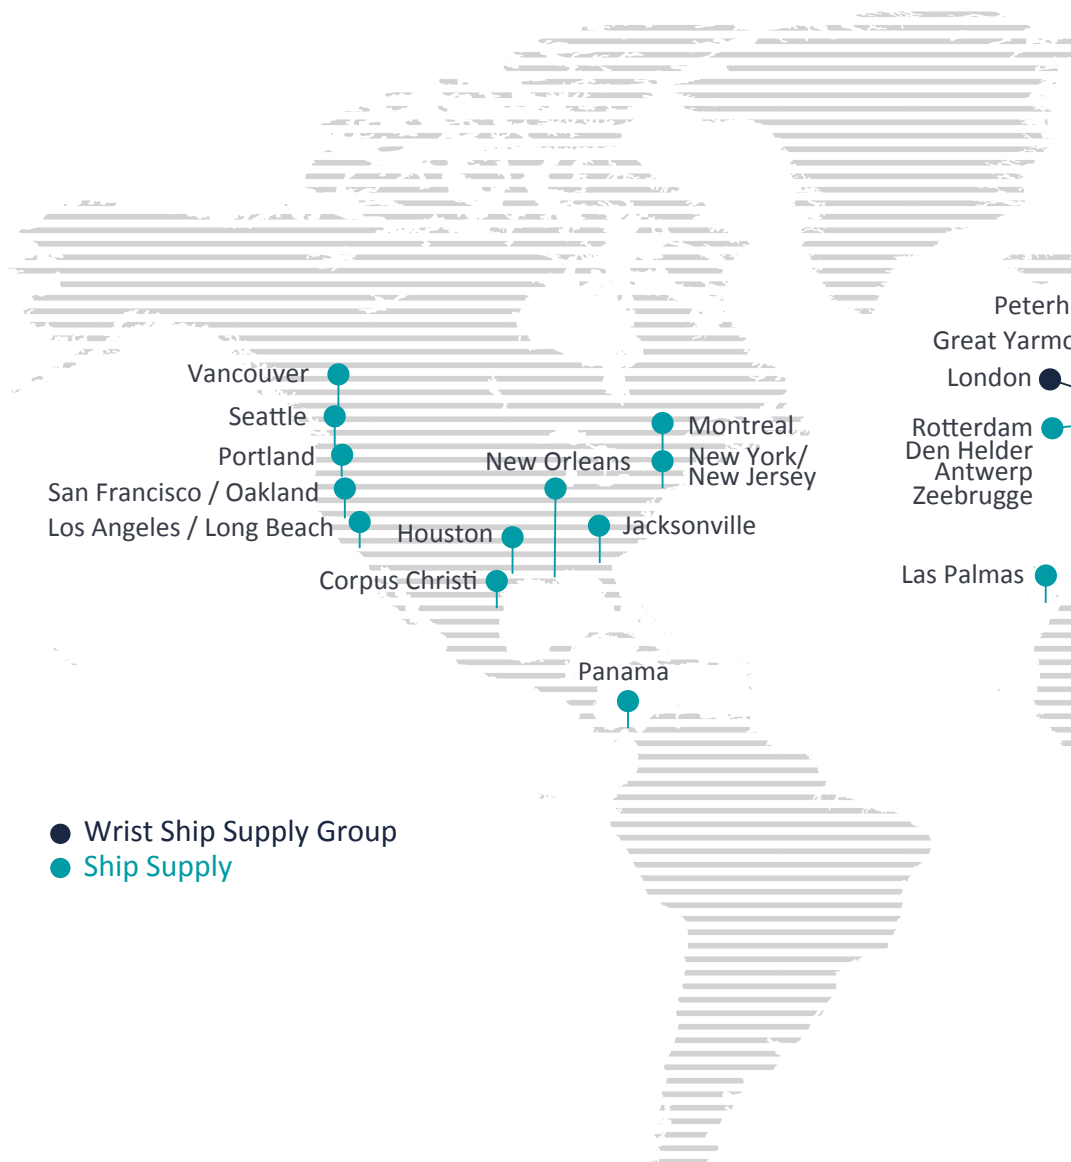 Peterh
Great Yarmo
London
Vancouver
Seattle
Portland
San Francisco / Oakland
Los Angeles / Long Beach
Montreal
New York/
New Jersey
New Orleans
Houston
Jacksonville
Corpus Christi
Rotterdam
Den Helder
Antwerp
Zeebrugge
Las Palmas
Panama
Wrist Ship Supply Group
Ship Supply